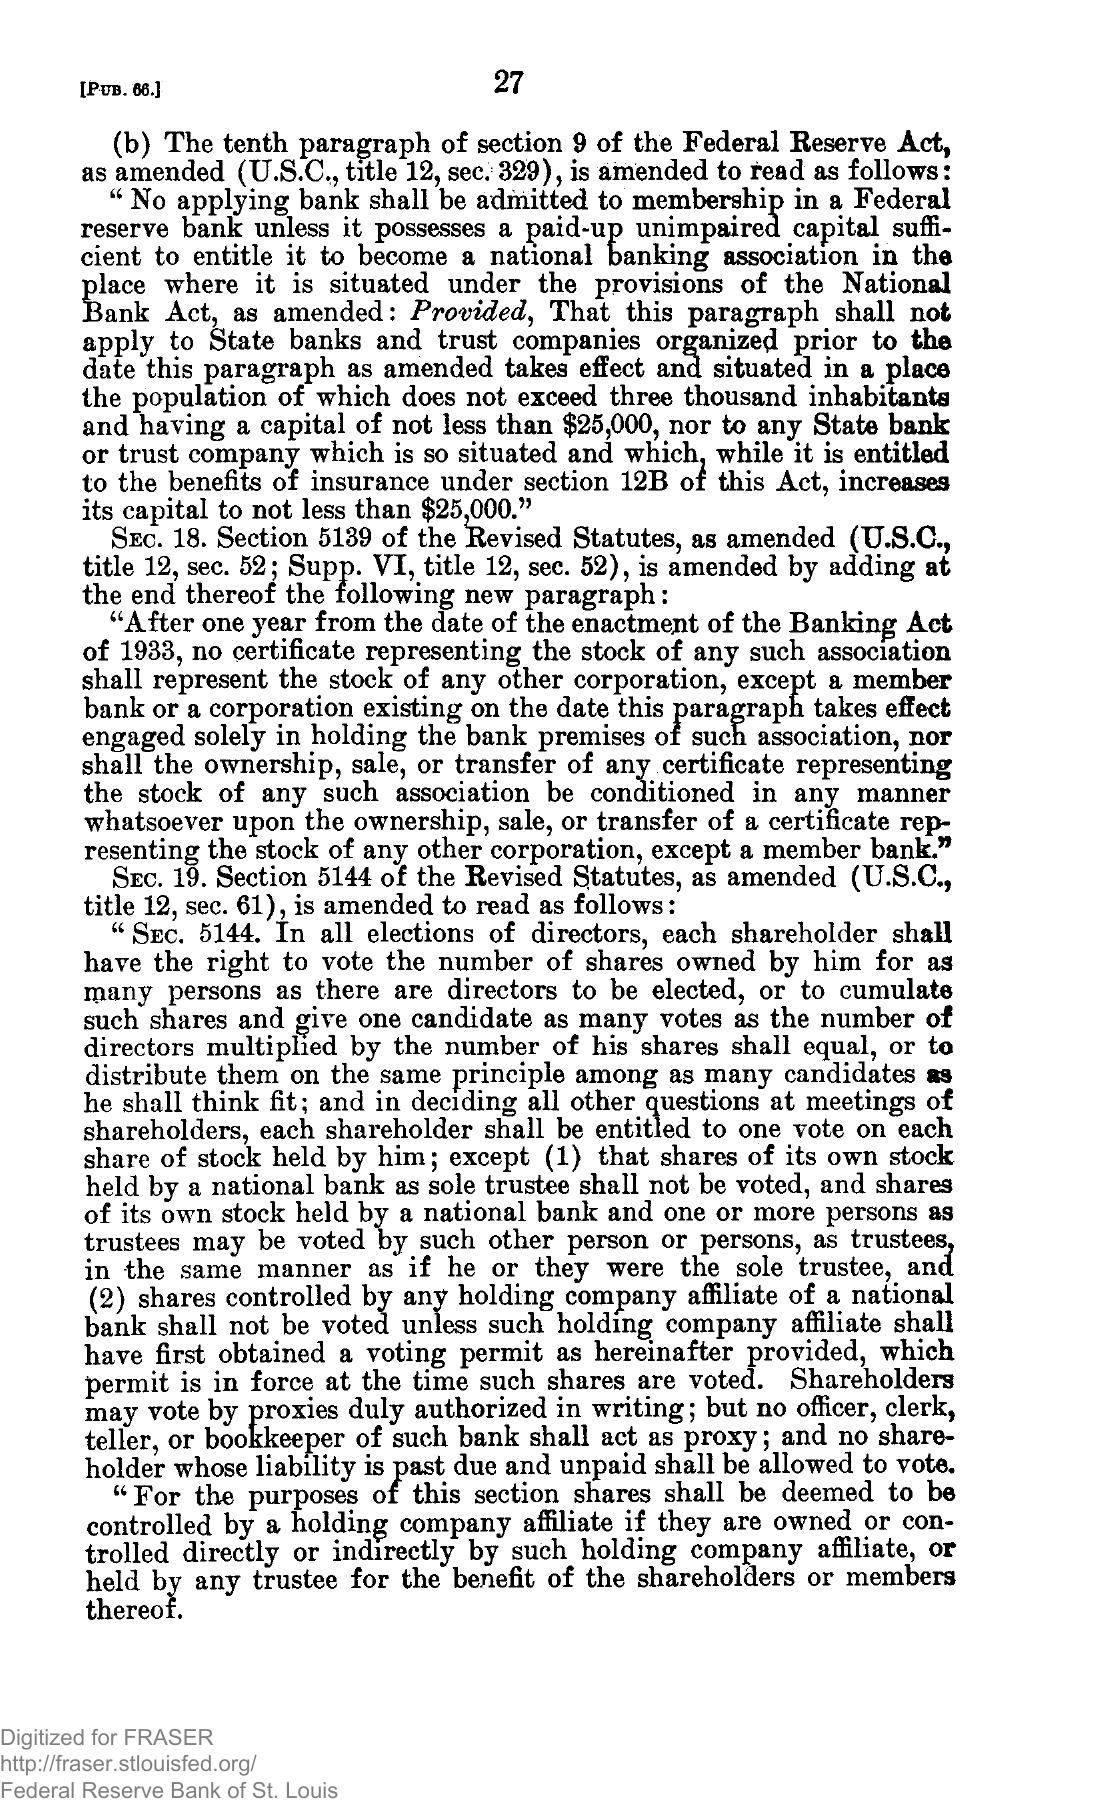 [PUB. 66.]
27
(b) The tenth paragraph of section 9 of the Federal Reserve Act,
as amended (U.S.C., title 12, sec. 329), is amended to read as follows:
“ No applying bank shall be admitted to membership in a Federal
reserve bank unless it possesses a paid-up unimpaired capital suffi-
cient to entitle it to become a national banking association in the
place where it is situated under the provisions of the National
Bank Act, as amended: Provided, That this paragraph shall not
apply to State banks and trust companies organized prior to the
date this paragraph as amended takes effect and situated in a place
the population of which does not exceed three thousand inhabitants
and having a capital of not less than $25,000, nor to any State bank
or trust company which is so situated and which, while it is entitled
to the benefits of insurance under section 12B of this Act, increases
its capital to not less than $25,000.”
SEC. 18. Section 5139 of the Revised Statutes, as amended (U.S.C.,
title 12, sec. 52; Supp. VI, title 12, sec. 52), is amended by adding at
the end thereof the following new paragraph:
“After one year from the date of the enactment of the Banking Act
of 1933, no certificate representing the stock of any such association
shall represent the stock of any other corporation, except a member
bank or a corporation existing on the date this paragraph takes effect
engaged solely in holding the bank premises of such association, nor
shall the ownership, sale, or transfer of any certificate representing
the stock of any such association be conditioned in any manner
whatsoever upon the ownership, sale, or transfer of a certificate rep-
resenting the stock of any other corporation, except a member bank.”
SEC. 19. Section 5144 of the Revised Statutes, as amended (U.S.C.,
title 12, sec. 61), is amended to read as follows:
“ SEC. 5144. In all elections of directors, each shareholder shall
have the right to vote the number of shares owned by him for as
many persons as there are directors to be elected, or to cumulate
such shares and give one candidate as many votes as the number of
directors multiplied by the number of his shares shall equal, or to
distribute them on the same principle among as many candidates as
he shall think fit; and in deciding all other questions at meetings of
shareholders, each shareholder shall be entitled to one vote on each
share of stock held by him; except (1) that shares of its own stock
held by a national bank as sole trustee shall not be voted, and shares
of its own stock held by a national bank and one or more persons as
trustees may be voted by such other person or persons, as trustees,
in the same manner as if he or they were the sole trustee, and
(2) shares controlled by any holding company affiliate of a national
bank shall not be voted unless such holding company affiliate shall
have first obtained a voting permit as hereinafter provided, which
permit is in force at the time such shares are voted. Shareholders
may vote by proxies duly authorized in writing; but no officer, clerk,
teller, or bookkeeper of such bank shall act as proxy; and no share-
holder whose liability is past due and unpaid shall be allowed to vote.
“ For the purposes of this section shares shall be deemed to be
controlled by a holding company affiliate if they are owned or con-
trolled directly or indirectly by such holding company affiliate, or
held by any trustee for the benefit of the shareholders or members
thereof.
Digitized for FRASER
http://fraser.stlouisfed.org/
Federal Reserve Bank of St. Louis